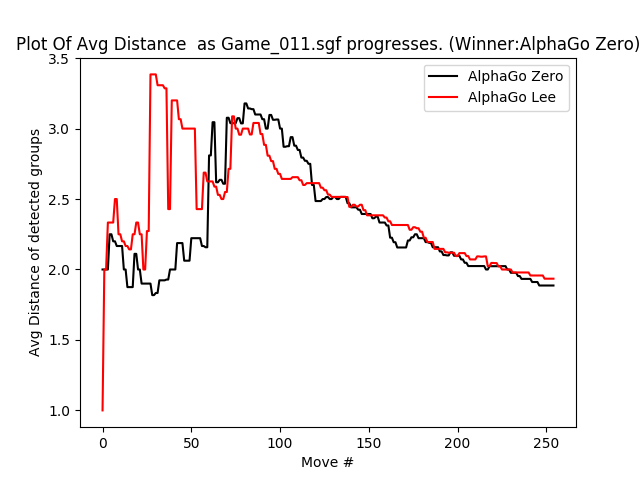 Plot Of Avg Distance  as Game_011.sgf progresses. (Winner:AlphaGo Zero)
AlphaGo Zero
AlphaGo Lee
Avg Distance of detected groups
3.5
3.0
2.5
2.0
1.5
1.0
0 50 100 150 200 250
Move #